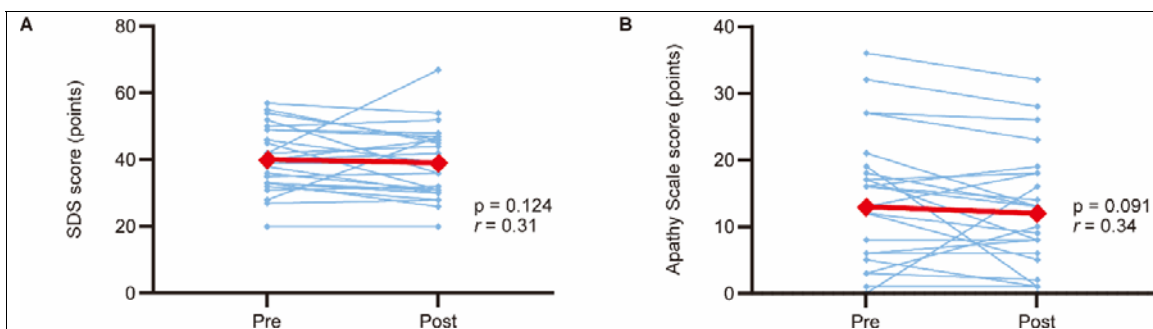 A
SDS score (points)
80
60
40
20
0
Pre
Post
p = 0.124
r = 0.31
B
Apathy Scale score (points)
40
30
20
10
0
Pre
Post
p = 0.091
r = 0.34